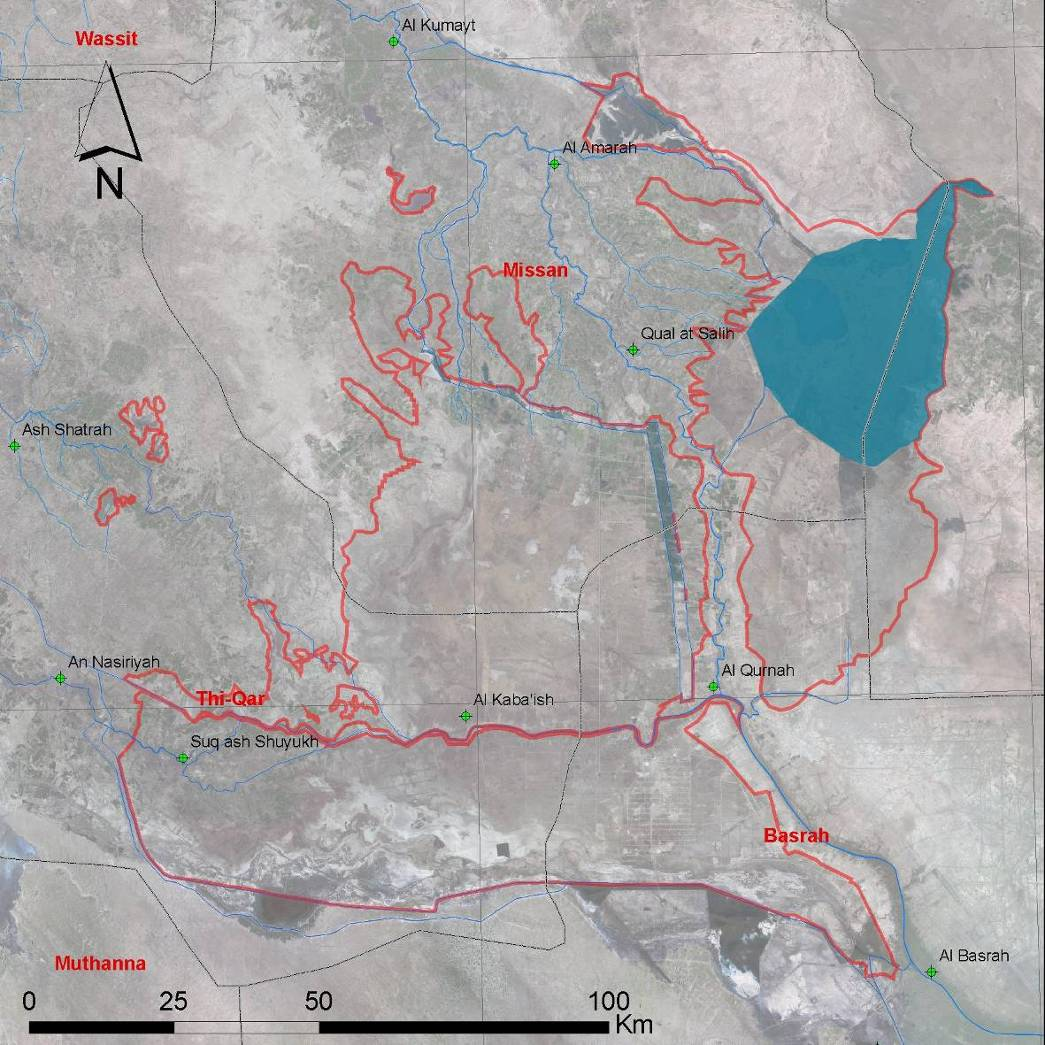 Al Kumayt
Wassit
N
Al Amarah
Missan
Qual at Salih
Ash Shatrah
An Nasiriyah
Al Qurnah
Thi-Qar
Al Kaba'ish
Suq ash Shuyukh
Basrah
Al Basrah
Muthanna
0 25 50 100
Km